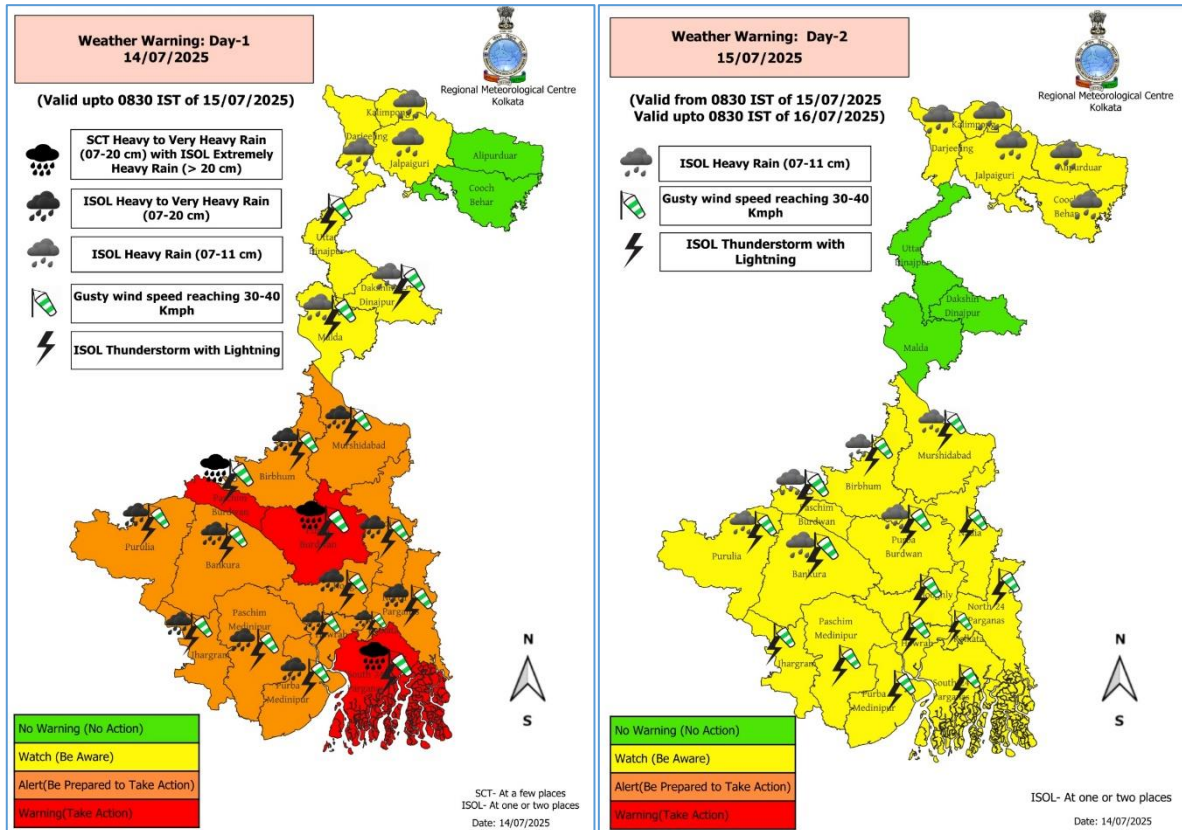 Weather Warning: Day-1
14/07/2025
Regional Meteorological Centre
Kolkata
(Valid upto 0830 IST of 15/07/2025)
SCT Heavy to Very Heavy Rain
(07-20 cm) with ISOL Extremely
Heavy Rain (> 20 cm)
ISOL Heavy to Very Heavy Rain
(07-20 cm)
ISOL Heavy Rain (07-11 cm)
Gusty wind speed reaching 30-40
Kmph
ISOL Thunderstorm with Lightning
Kalimpong
Darjeeling
Jalpaiguri
Alipurduar
Cooch
Behar
Uttar
Dinajpur
Dakshin
Dinajpur
Malda
Murshidabad
Birbhum
Paschim
Burdwan
Burdwan
Purulia
Bankura
Parganas
Paschim
Medinipur
Howrah
Jhargram
South
Parganas
Purba
Medinipur
N
S
No Warning (No Action)
Watch (Be Aware)
Alert(Be Prepared to Take Action)
Warning(Take Action)
SCT- At a few places
ISOL- At one or two places
Date: 14/07/2025
Weather Warning: Day-2
15/07/2025
Regional Meteorological Centre
Kolkata
(Valid from 0830 IST of 15/07/2025
Valid upto 0830 IST of 16/07/2025)
ISOL Heavy Rain (07-11 cm)
Gusty wind speed reaching 30-40
Kmph
ISOL Thunderstorm with
Lightning
Kalimpong
Darjeeling
Jalpaiguri
Alipurduar
Cooch
Behar
Uttar
Dinajpur
Dakshin
Dinajpur
Malda
Murshidabad
Birbhum
Paschim
Burdwan
Purba
Burdwan
Nadia
Purulia
Bankura
Hooghly
North 24
Parganas
Paschim
Medinipur
Howrah
Kolkata
Jhargram
South 24
Parganas
Purba
Medinipur
N
S
No Warning (No Action)
Watch (Be Aware)
Alert(Be Prepared to Take Action)
Warning(Take Action)
ISOL- At one or two places
Date: 14/07/2025